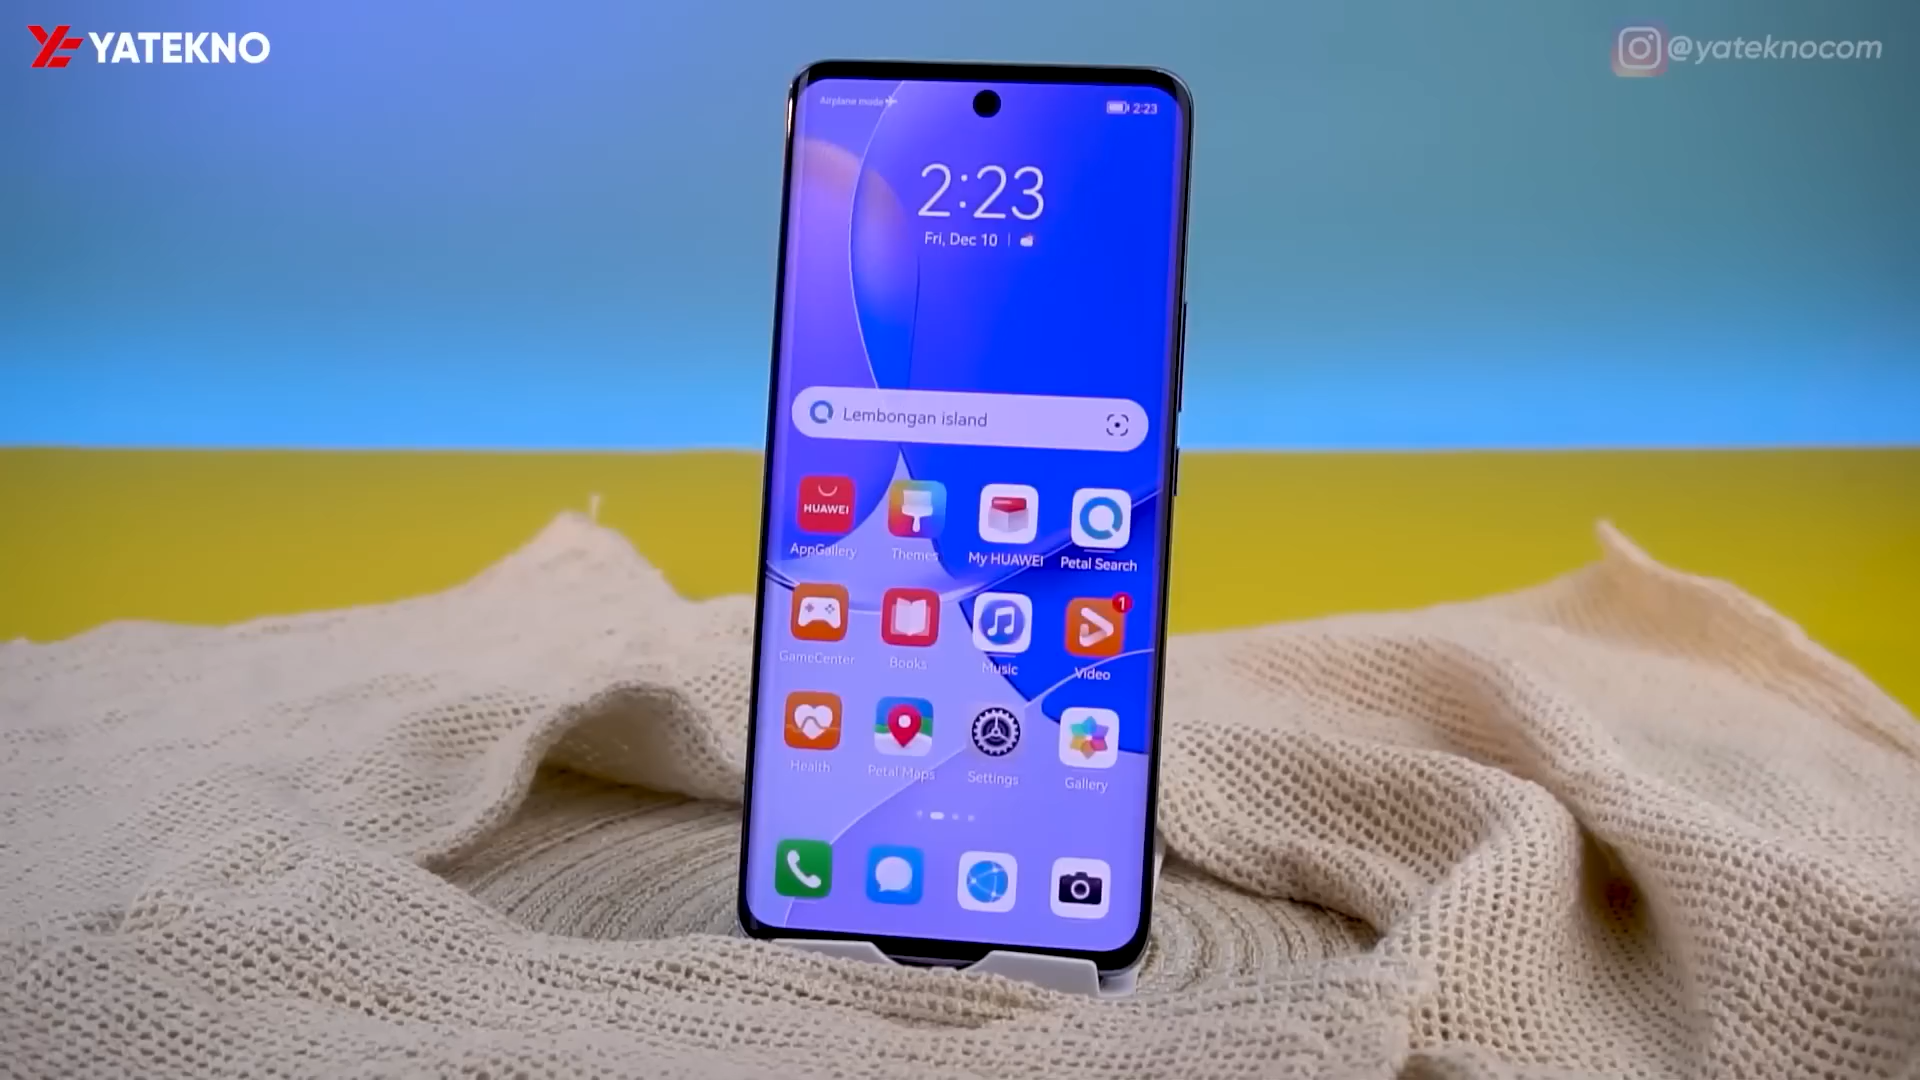 YATEKNO
@yateknocom
Airplane mode
2:23
2:23
Fri, Dec 10
Lembongan island
HUAWEI
AppGallery
Themes
My HUAWEI
Petal Search
GameCenter
Books
Music
1
Video
Health
Petal Maps
Settings
Gallery